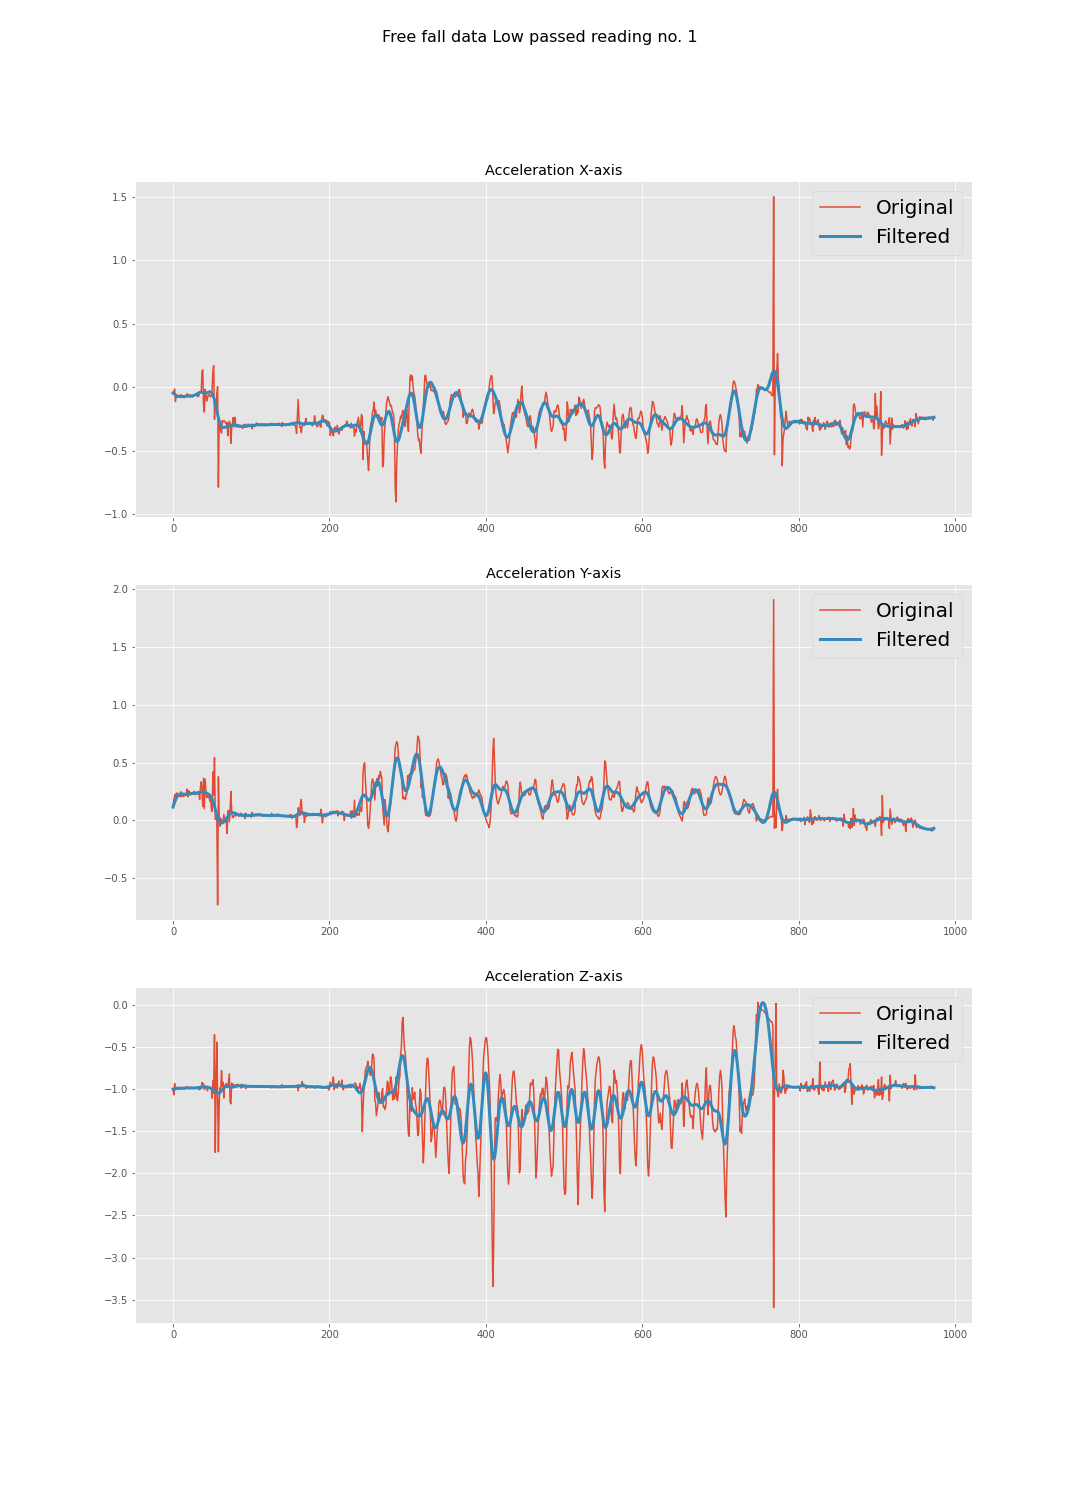 Free fall data Low passed reading no. 1
Acceleration X-axis
1.5
1.0
0.5
0.0
−0.5
−1.0
Original
Filtered
0 200 400 600 800 1000
Acceleration Y-axis
2.0
1.5
1.0
0.5
0.0
−0.5
Original
Filtered
0 200 400 600 800 1000
Acceleration Z-axis
0.0
−0.5
−1.0
−1.5
−2.0
−2.5
−3.0
−3.5
Original
Filtered
0 200 400 600 800 1000